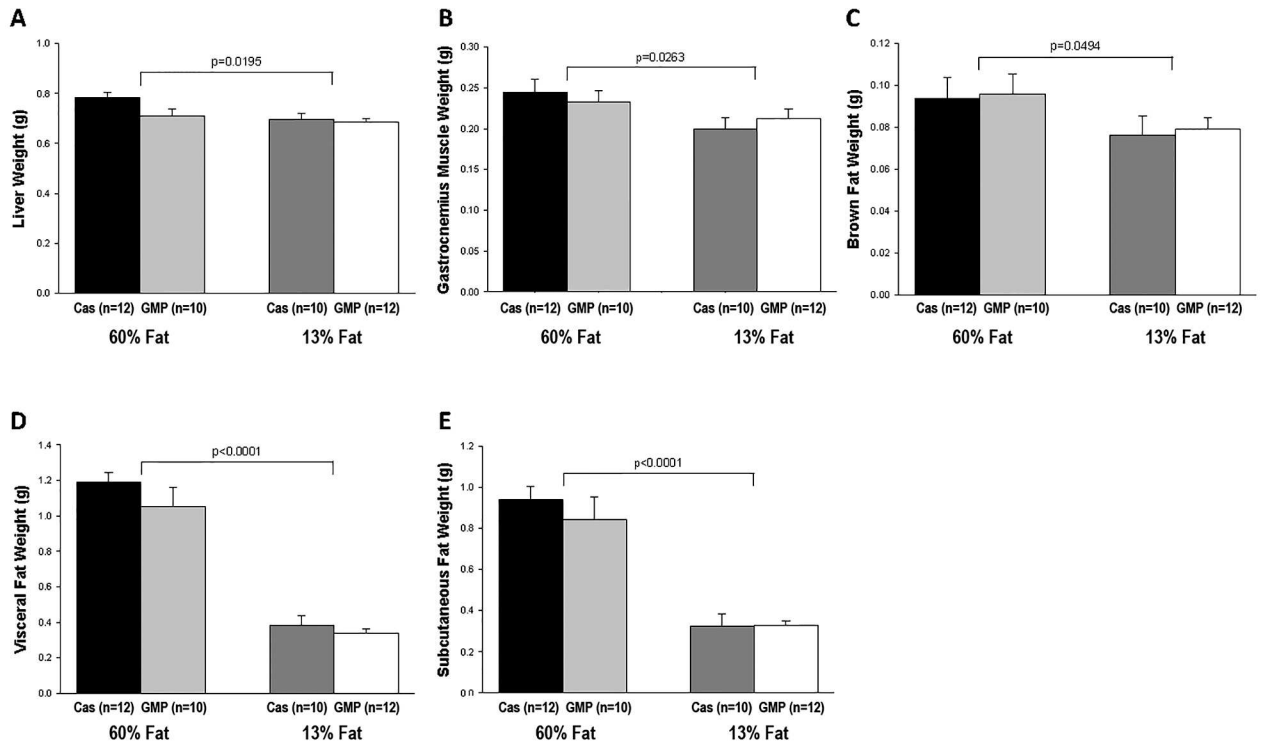 A
Liver Weight (g)
1.0
0.8
0.6
0.4
0.2
0.0
p=0.0195
Cas (n=12) GMP (n=10) Cas (n=10) GMP (n=12)
60% Fat 13% Fat
B
Gastrocnemius Muscle Weight (g)
0.30
0.25
0.20
0.15
0.10
0.05
0.00
p=0.0263
Cas (n=12) GMP (n=10) Cas (n=10) GMP (n=12)
60% Fat 13% Fat
C
Brown Fat Weight (g)
0.12
0.10
0.08
0.06
0.04
0.02
0.00
p=0.0494
Cas (n=12) GMP (n=10) Cas (n=10) GMP (n=12)
60% Fat 13% Fat
D
Visceral Fat Weight (g)
1.4
1.2
1.0
0.8
0.6
0.4
0.2
0.0
p<0.0001
Cas (n=12) GMP (n=10) Cas (n=10) GMP (n=12)
60% Fat 13% Fat
E
Subcutaneous Fat Weight (g)
1.2
1.0
0.8
0.6
0.4
0.2
0.0
p<0.0001
Cas (n=12) GMP (n=10) Cas (n=10) GMP (n=12)
60% Fat 13% Fat